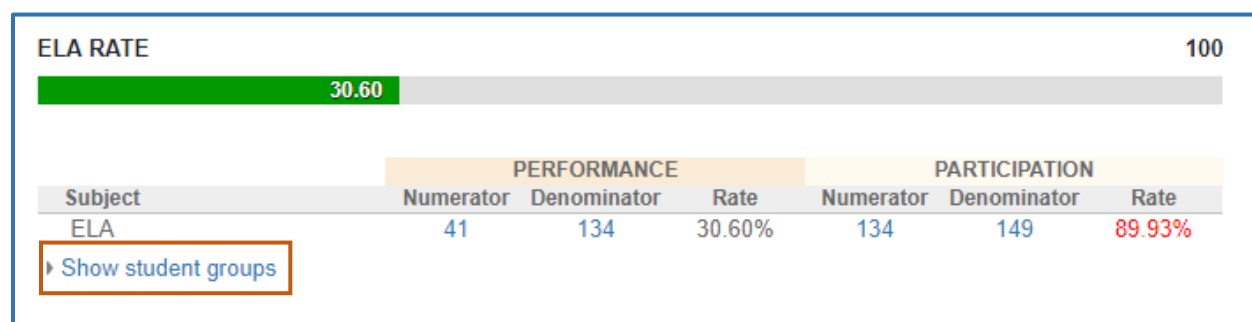 ELA RATE 100
30.60
PERFORMANCE PARTICIPATION
Subject Numerator Denominator Rate Numerator Denominator Rate
ELA 41 134 30.60% 134 149 89.93%
Show student groups